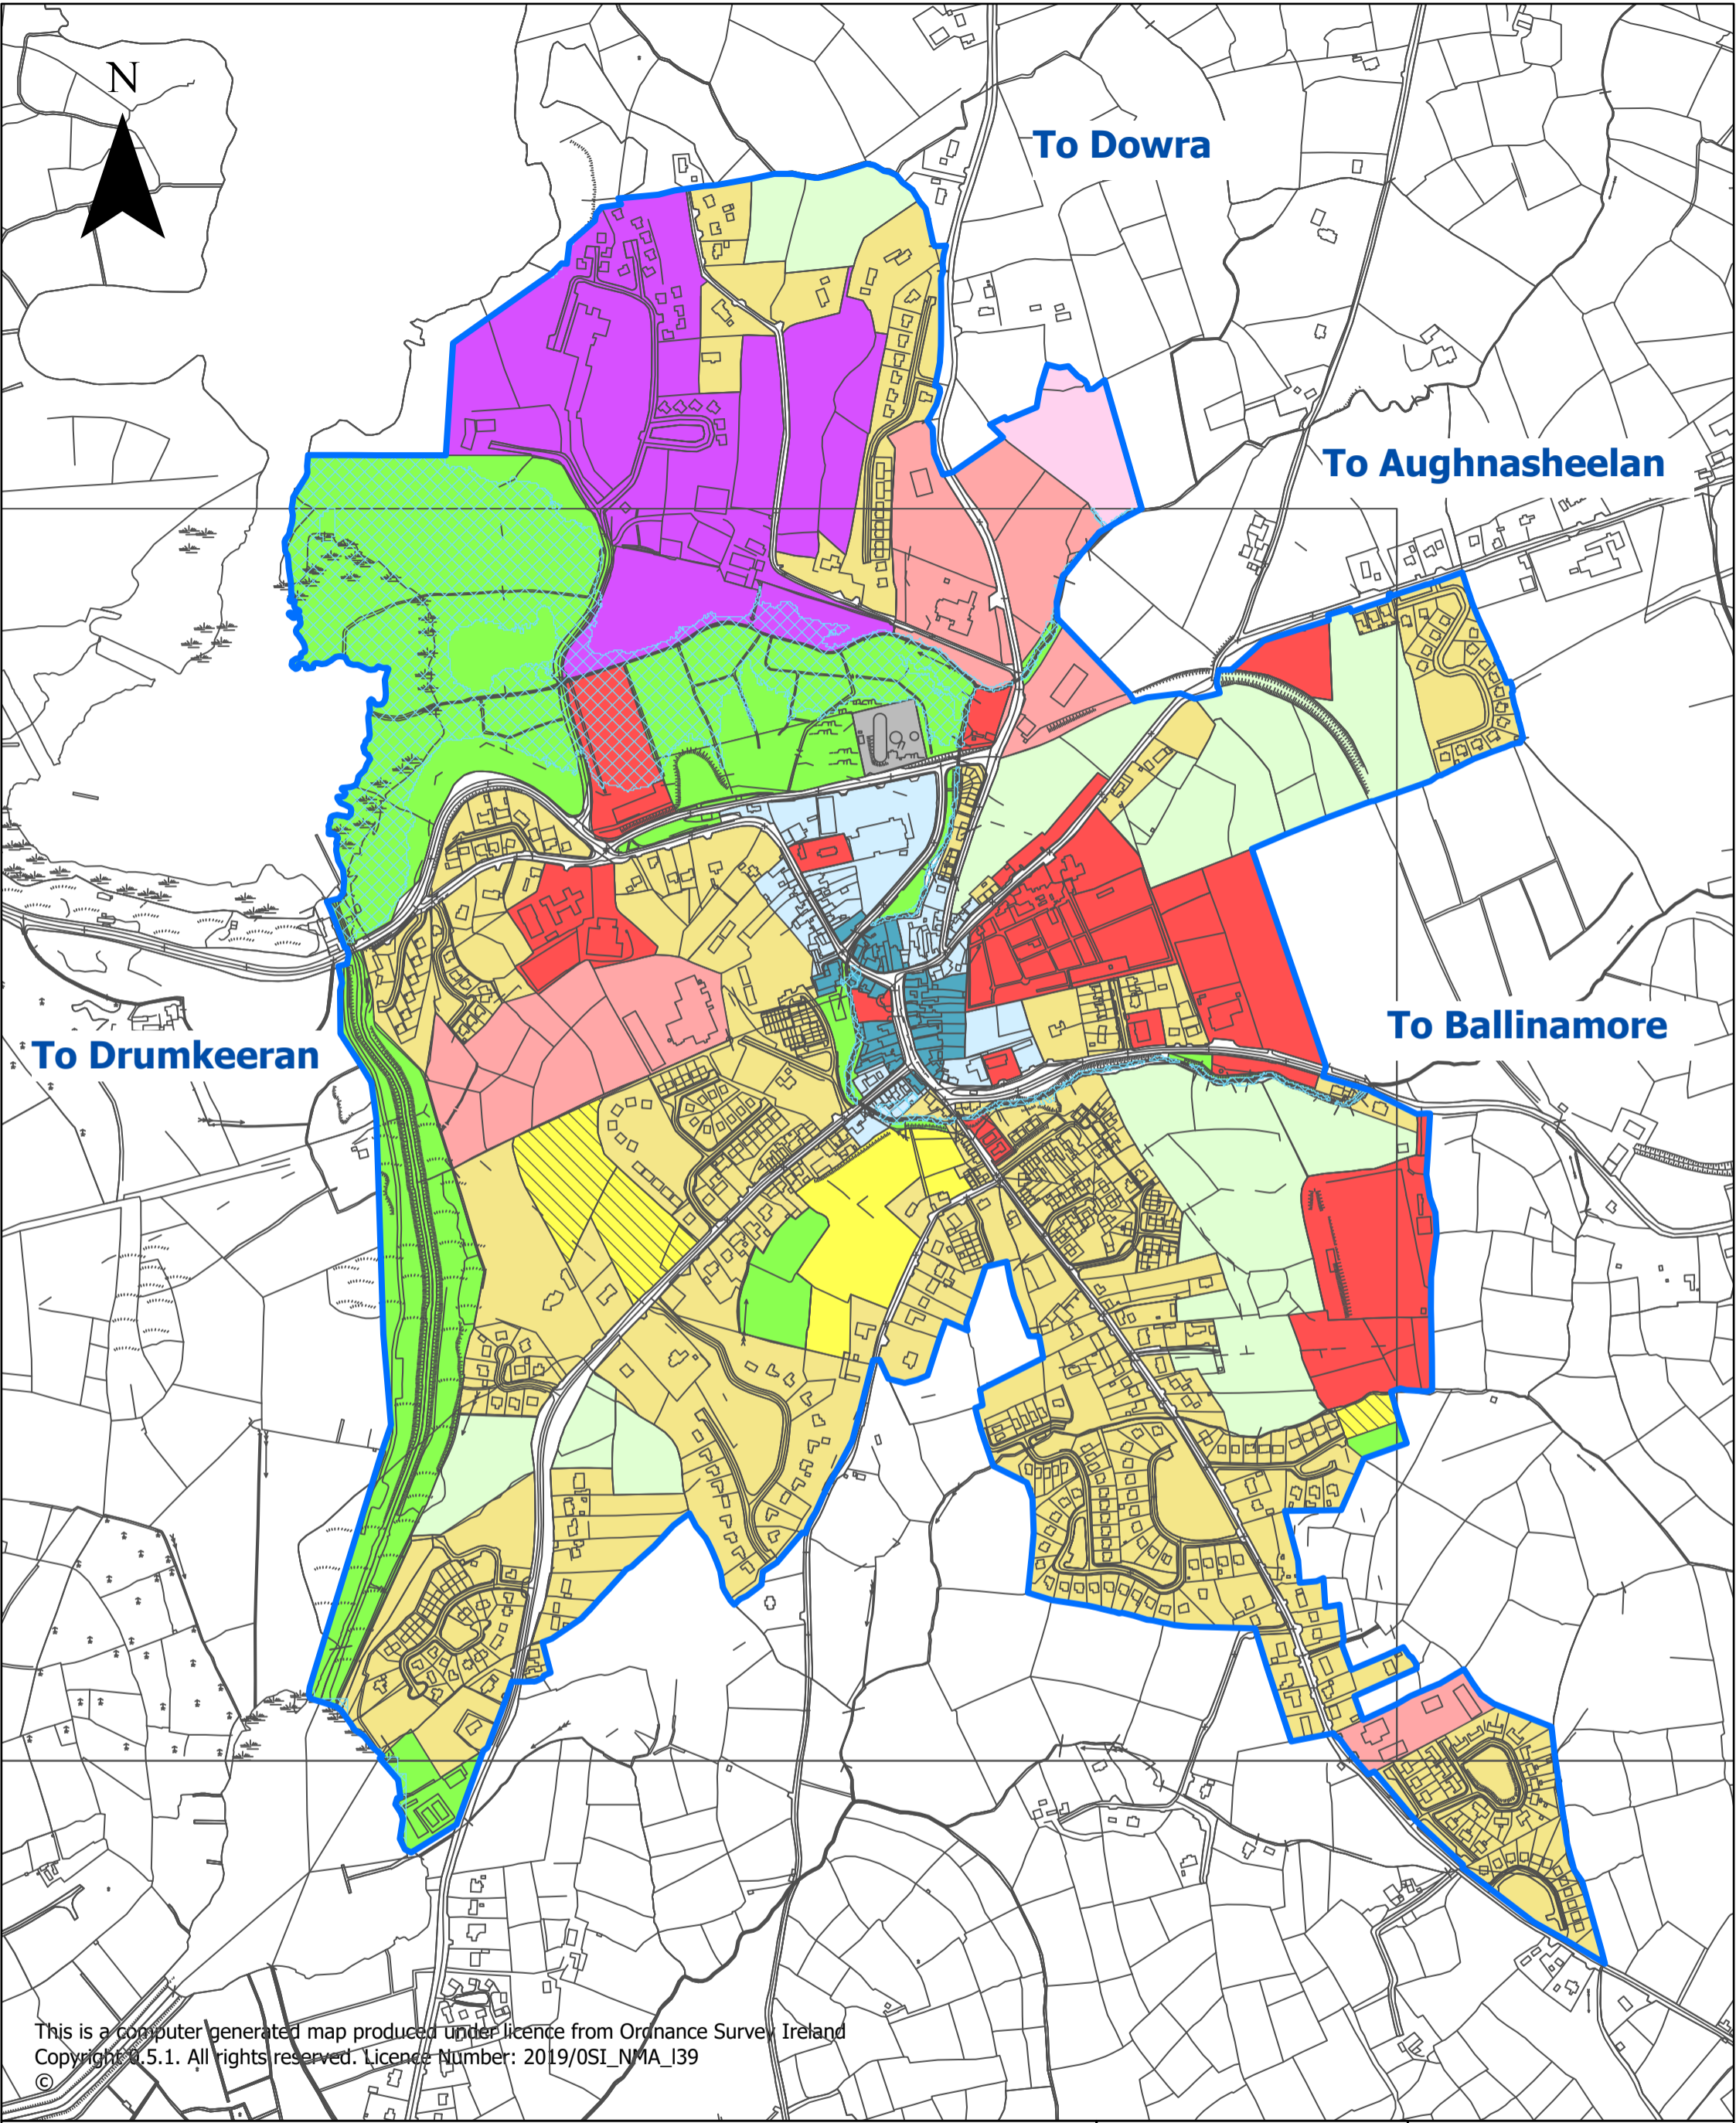 N
To Dowra
To Aughnasheelan
To Ballinamore
To Drumkeeran
This is a computer generated map produced under licence from Ordnance Survey Ireland
Copyright 0.5.1. All rights reserved. Licence Number: 2019/0SI_NMA_l39
©